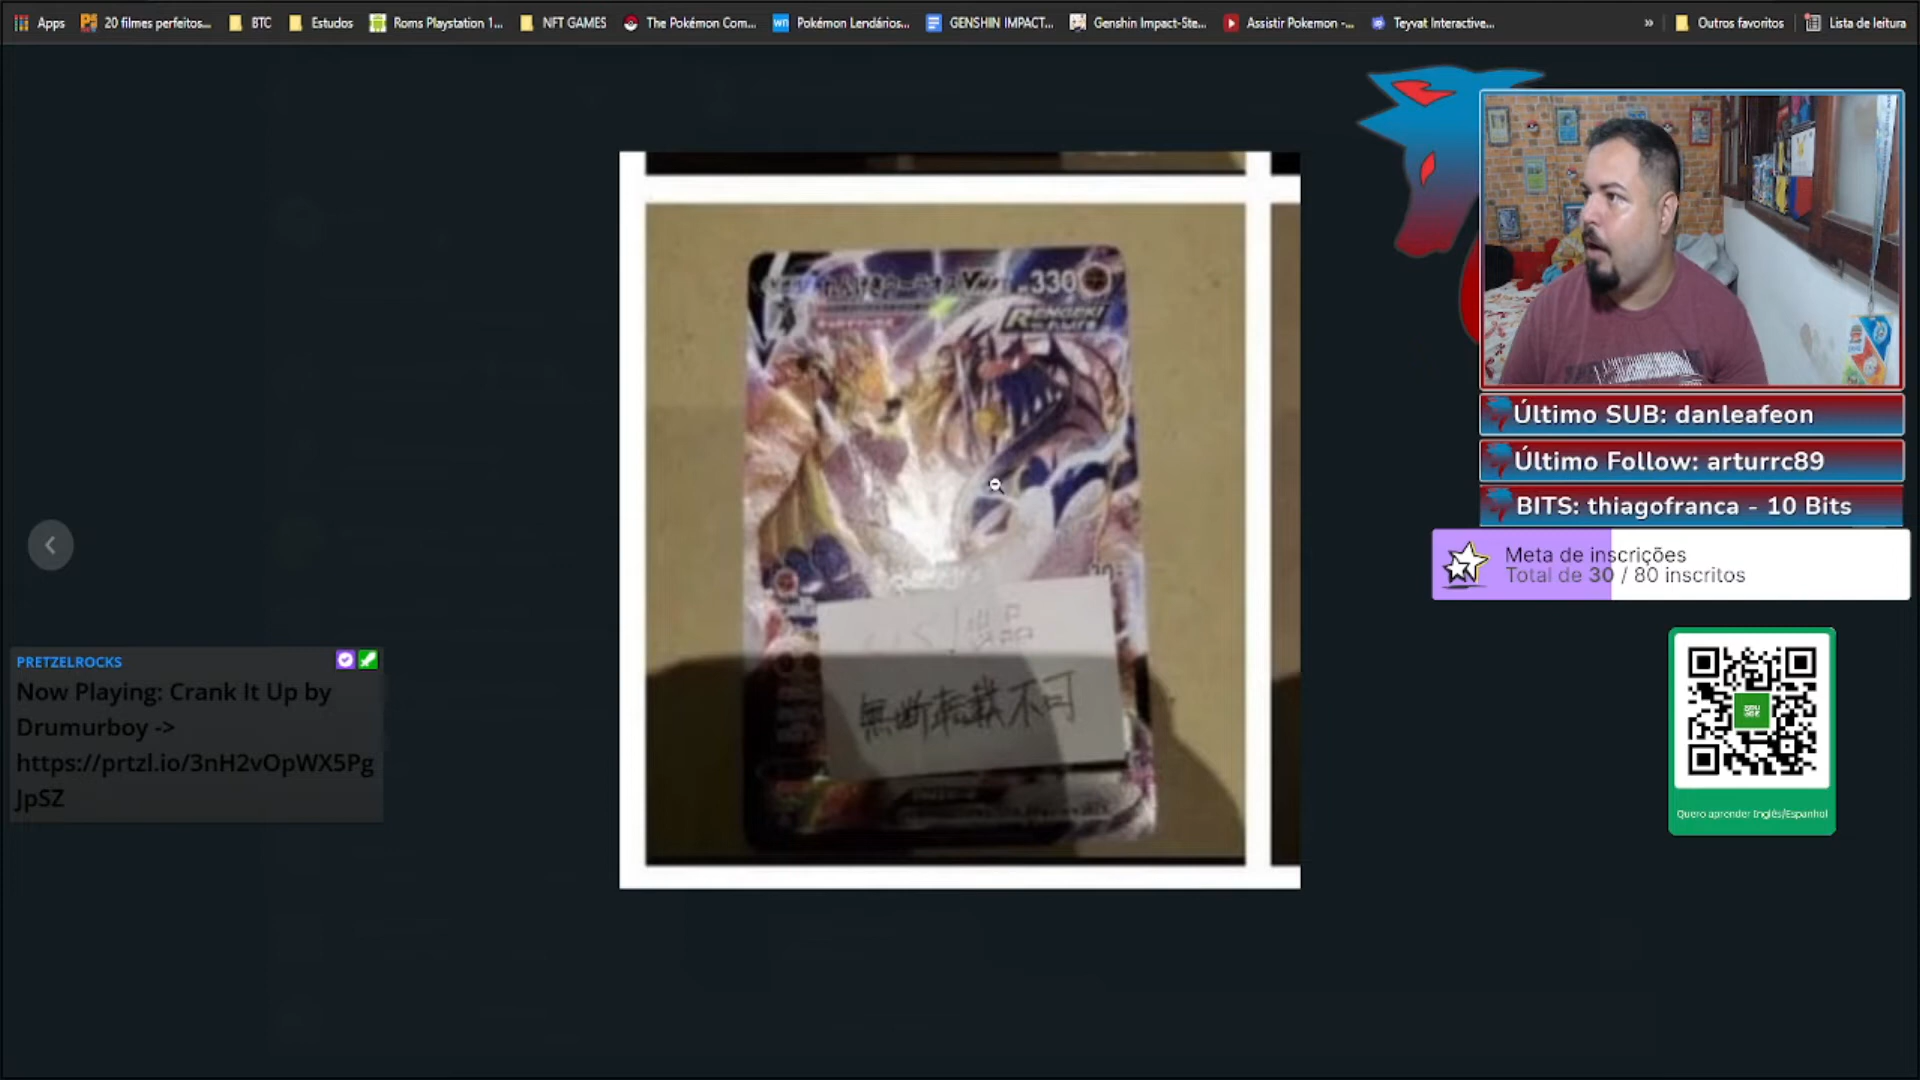 Apps
20 filmes perfeitos...
BTC
Estudos
Roms Playstation 1...
NFT GAMES
The Pokémon Com...
Pokémon Lendários...
GENSHIN IMPACT...
Genshin Impact-Ste...
Assistir Pokemon -...
Teyvat Interactive...
»
Outros favoritos
Lista de leitura
330
RENGEKI
無断転載不可
Último SUB: danleafeon
Último Follow: arturrc89
BITS: thiagofranca - 10 Bits
Meta de inscrições
Total de 30 / 80 inscritos
PRETZELROCKS
Now Playing: Crank It Up by
Drumurboy ->
https://prtzl.io/3nH2vOpWX5Pg
JpSZ
Quero aprender Inglês/Espanhol